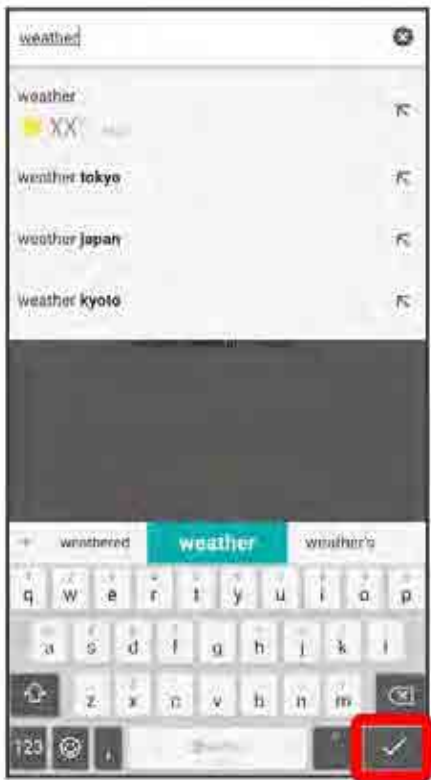 weather
weather
XX°
weather tokyo
weather japan
weather kyoto
weathered weather weather's
q w e r t y u i o p
a s d f g h j k l
z x c v b n m
123 ,